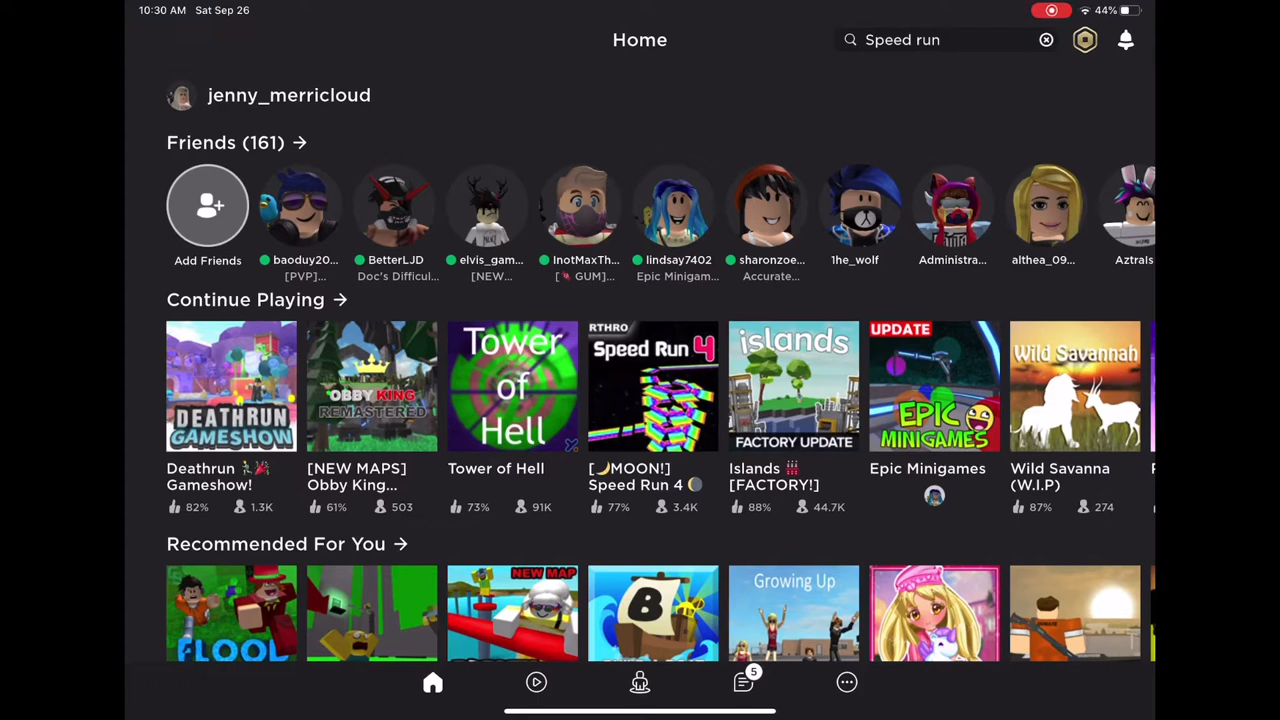 10:30 AM Sat Sep 26
44%
Home
Speed run
jenny_merricloud
Friends (161) →
Add Friends
baoduy20...
[PVP]...
BetterLJD
Doc's Difficul...
elvis_gam...
[NEW...
InotMaxTh...
[🍬 GUM]...
lindsay7402
Epic Minigam...
sharonzoe...
Accurate...
1he_wolf
Administra...
althea_09...
Aztrals
Continue Playing →
DEATHRUN
GAMESHOW
OBBY KING
REMASTERED
Tower
of
Hell
RTHRO
Speed Run 4
islands
FACTORY UPDATE
UPDATE
EPIC
MINIGAMES
Wild Savannah
Deathrun 🏃🎉
Gameshow!
[NEW MAPS]
Obby King...
Tower of Hell
[🌙MOON!]
Speed Run 4 🌘
Islands 🏭
[FACTORY!]
Epic Minigames
Wild Savanna
(W.I.P)
82% 1.3K
61% 503
73% 91K
77% 3.4K
88% 44.7K
87% 274
Recommended For You →
FLOOD
NEW MAP
B
Growing Up
5